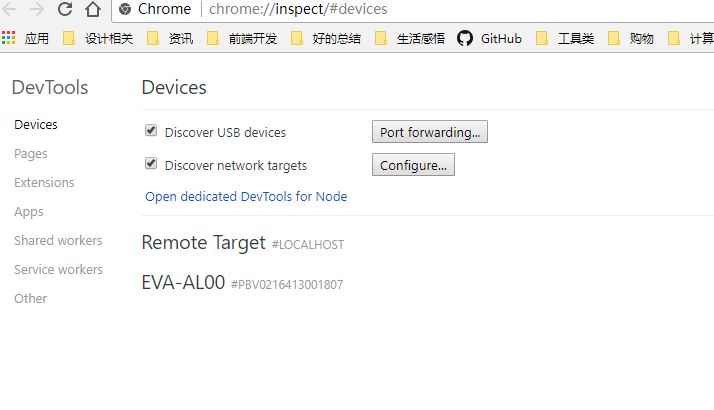 Chrome chrome://inspect/#devices
应用 设计相关 资讯 前端开发 好的总结 生活感悟 GitHub 工具类 购物 计算
DevTools
Devices
Pages
Extensions
Apps
Shared workers
Service workers
Other
Devices
Discover USB devices Port forwarding...
Discover network targets Configure...
Open dedicated DevTools for Node
Remote Target #LOCALHOST
EVA-AL00 #PBV0216413001807